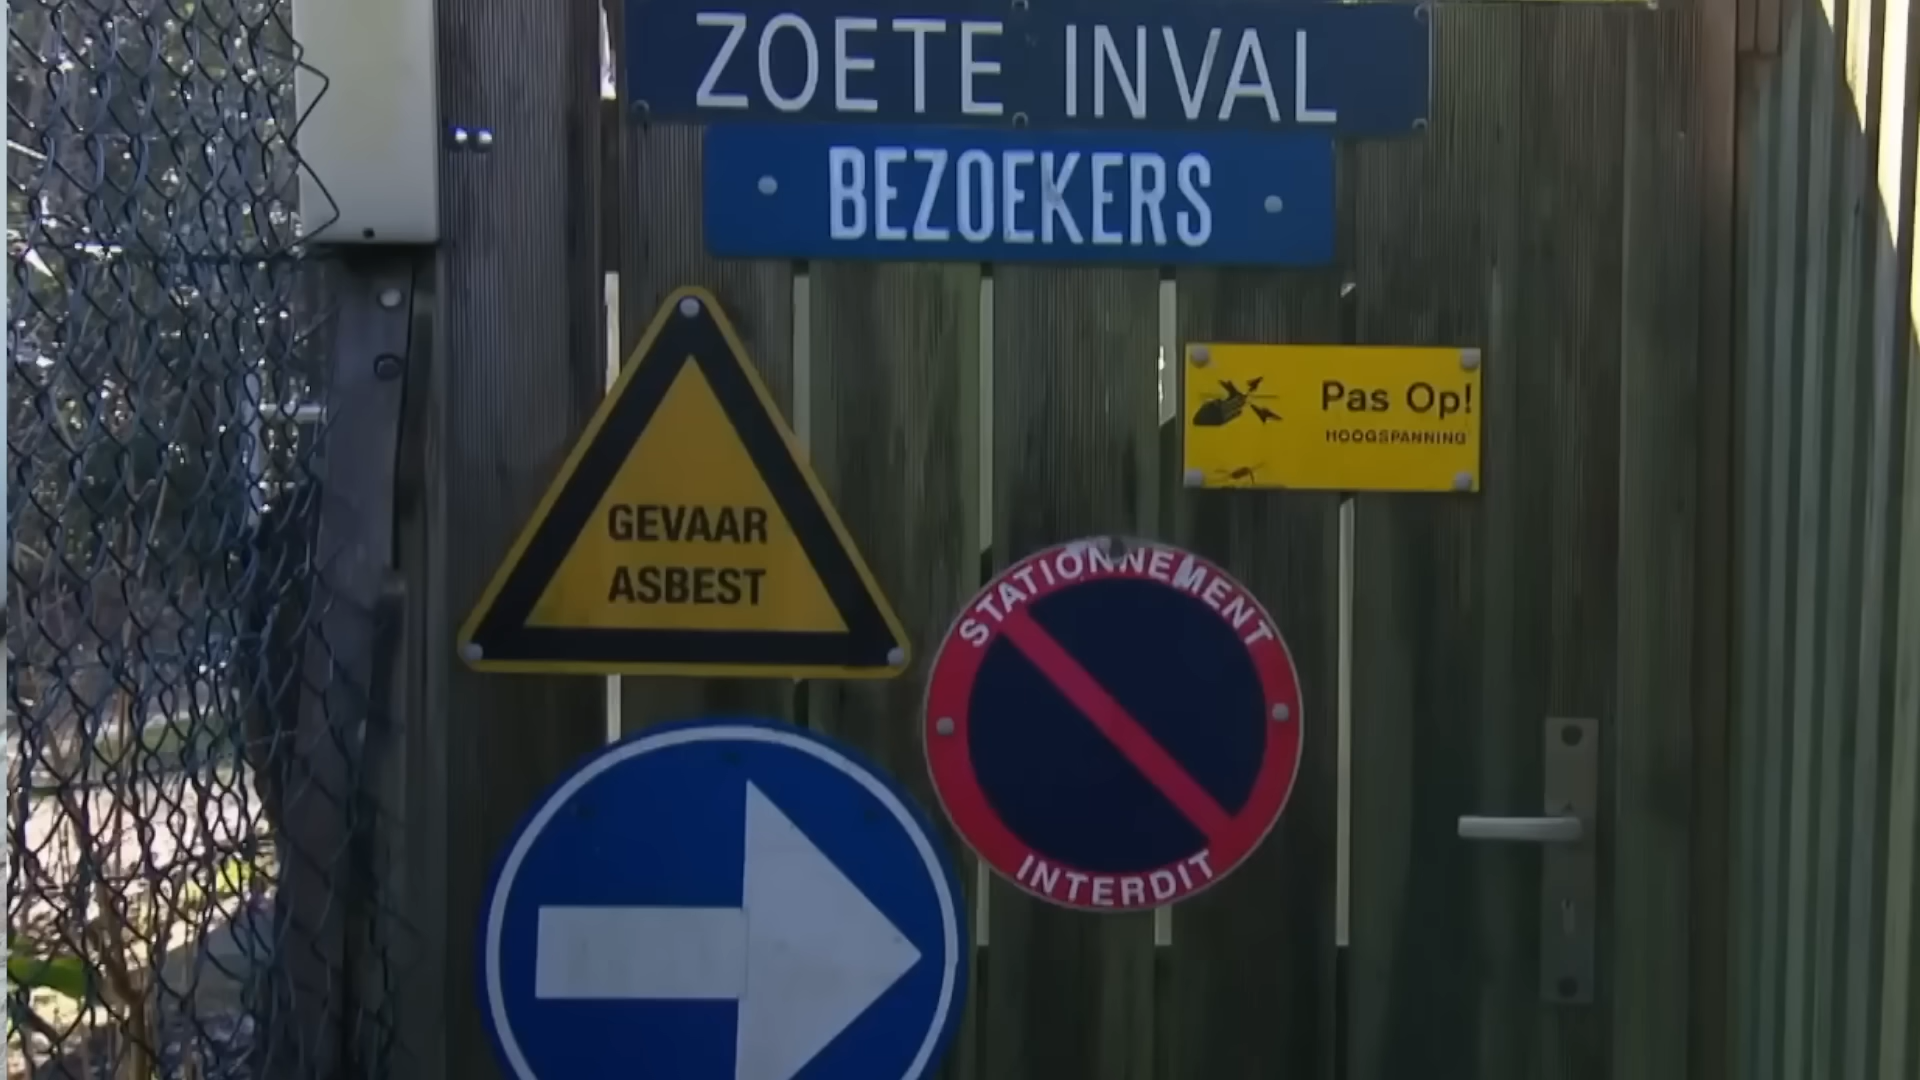 ZOETE INVAL
BEZOEKERS
Pas Op!
HOOGSPANNING
GEVAAR
ASBEST
STATIONNEMENT
INTERDIT